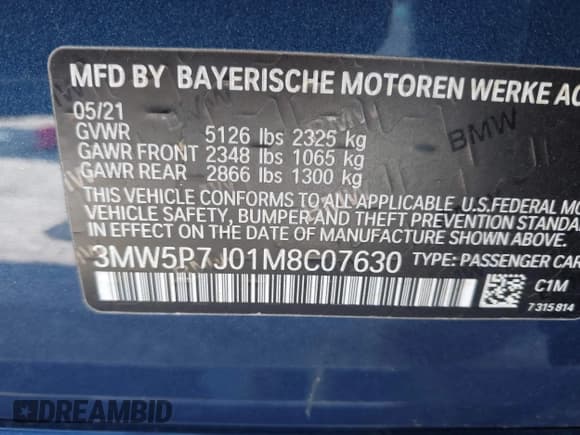 MFD BY BAYERISCHE MOTOREN WERKE AG
05/21
GVWR 5126 lbs 2325 kg
GAWR FRONT 2348 lbs 1065 kg
GAWR REAR 2866 lbs 1300 kg
THIS VEHICLE CONFORMS TO ALL APPLICABLE U.S. FEDERAL MO
VEHICLE SAFETY, BUMPER AND THEFT PREVENTION STANDA
IN EFFECT ON THE DATE OF MANUFACTURE SHOWN ABOVE.
3MW5P7J01M8C07630 TYPE: PASSENGER CAR
C1M
7315814
BMW
DREAMBID